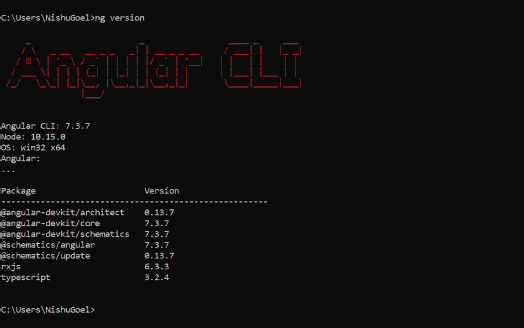 C:\Users\NishuGoel>ng version
Angular CLI
Angular CLI: 7.3.7
Node: 10.15.0
OS: win32 x64
Angular:
...
Package Version
------------------------------------------------------
@angular-devkit/architect 0.13.7
@angular-devkit/core 7.3.7
@angular-devkit/schematics 7.3.7
@schematics/angular 7.3.7
@schematics/update 0.13.7
rxjs 6.3.3
typescript 3.2.4
C:\Users\NishuGoel>